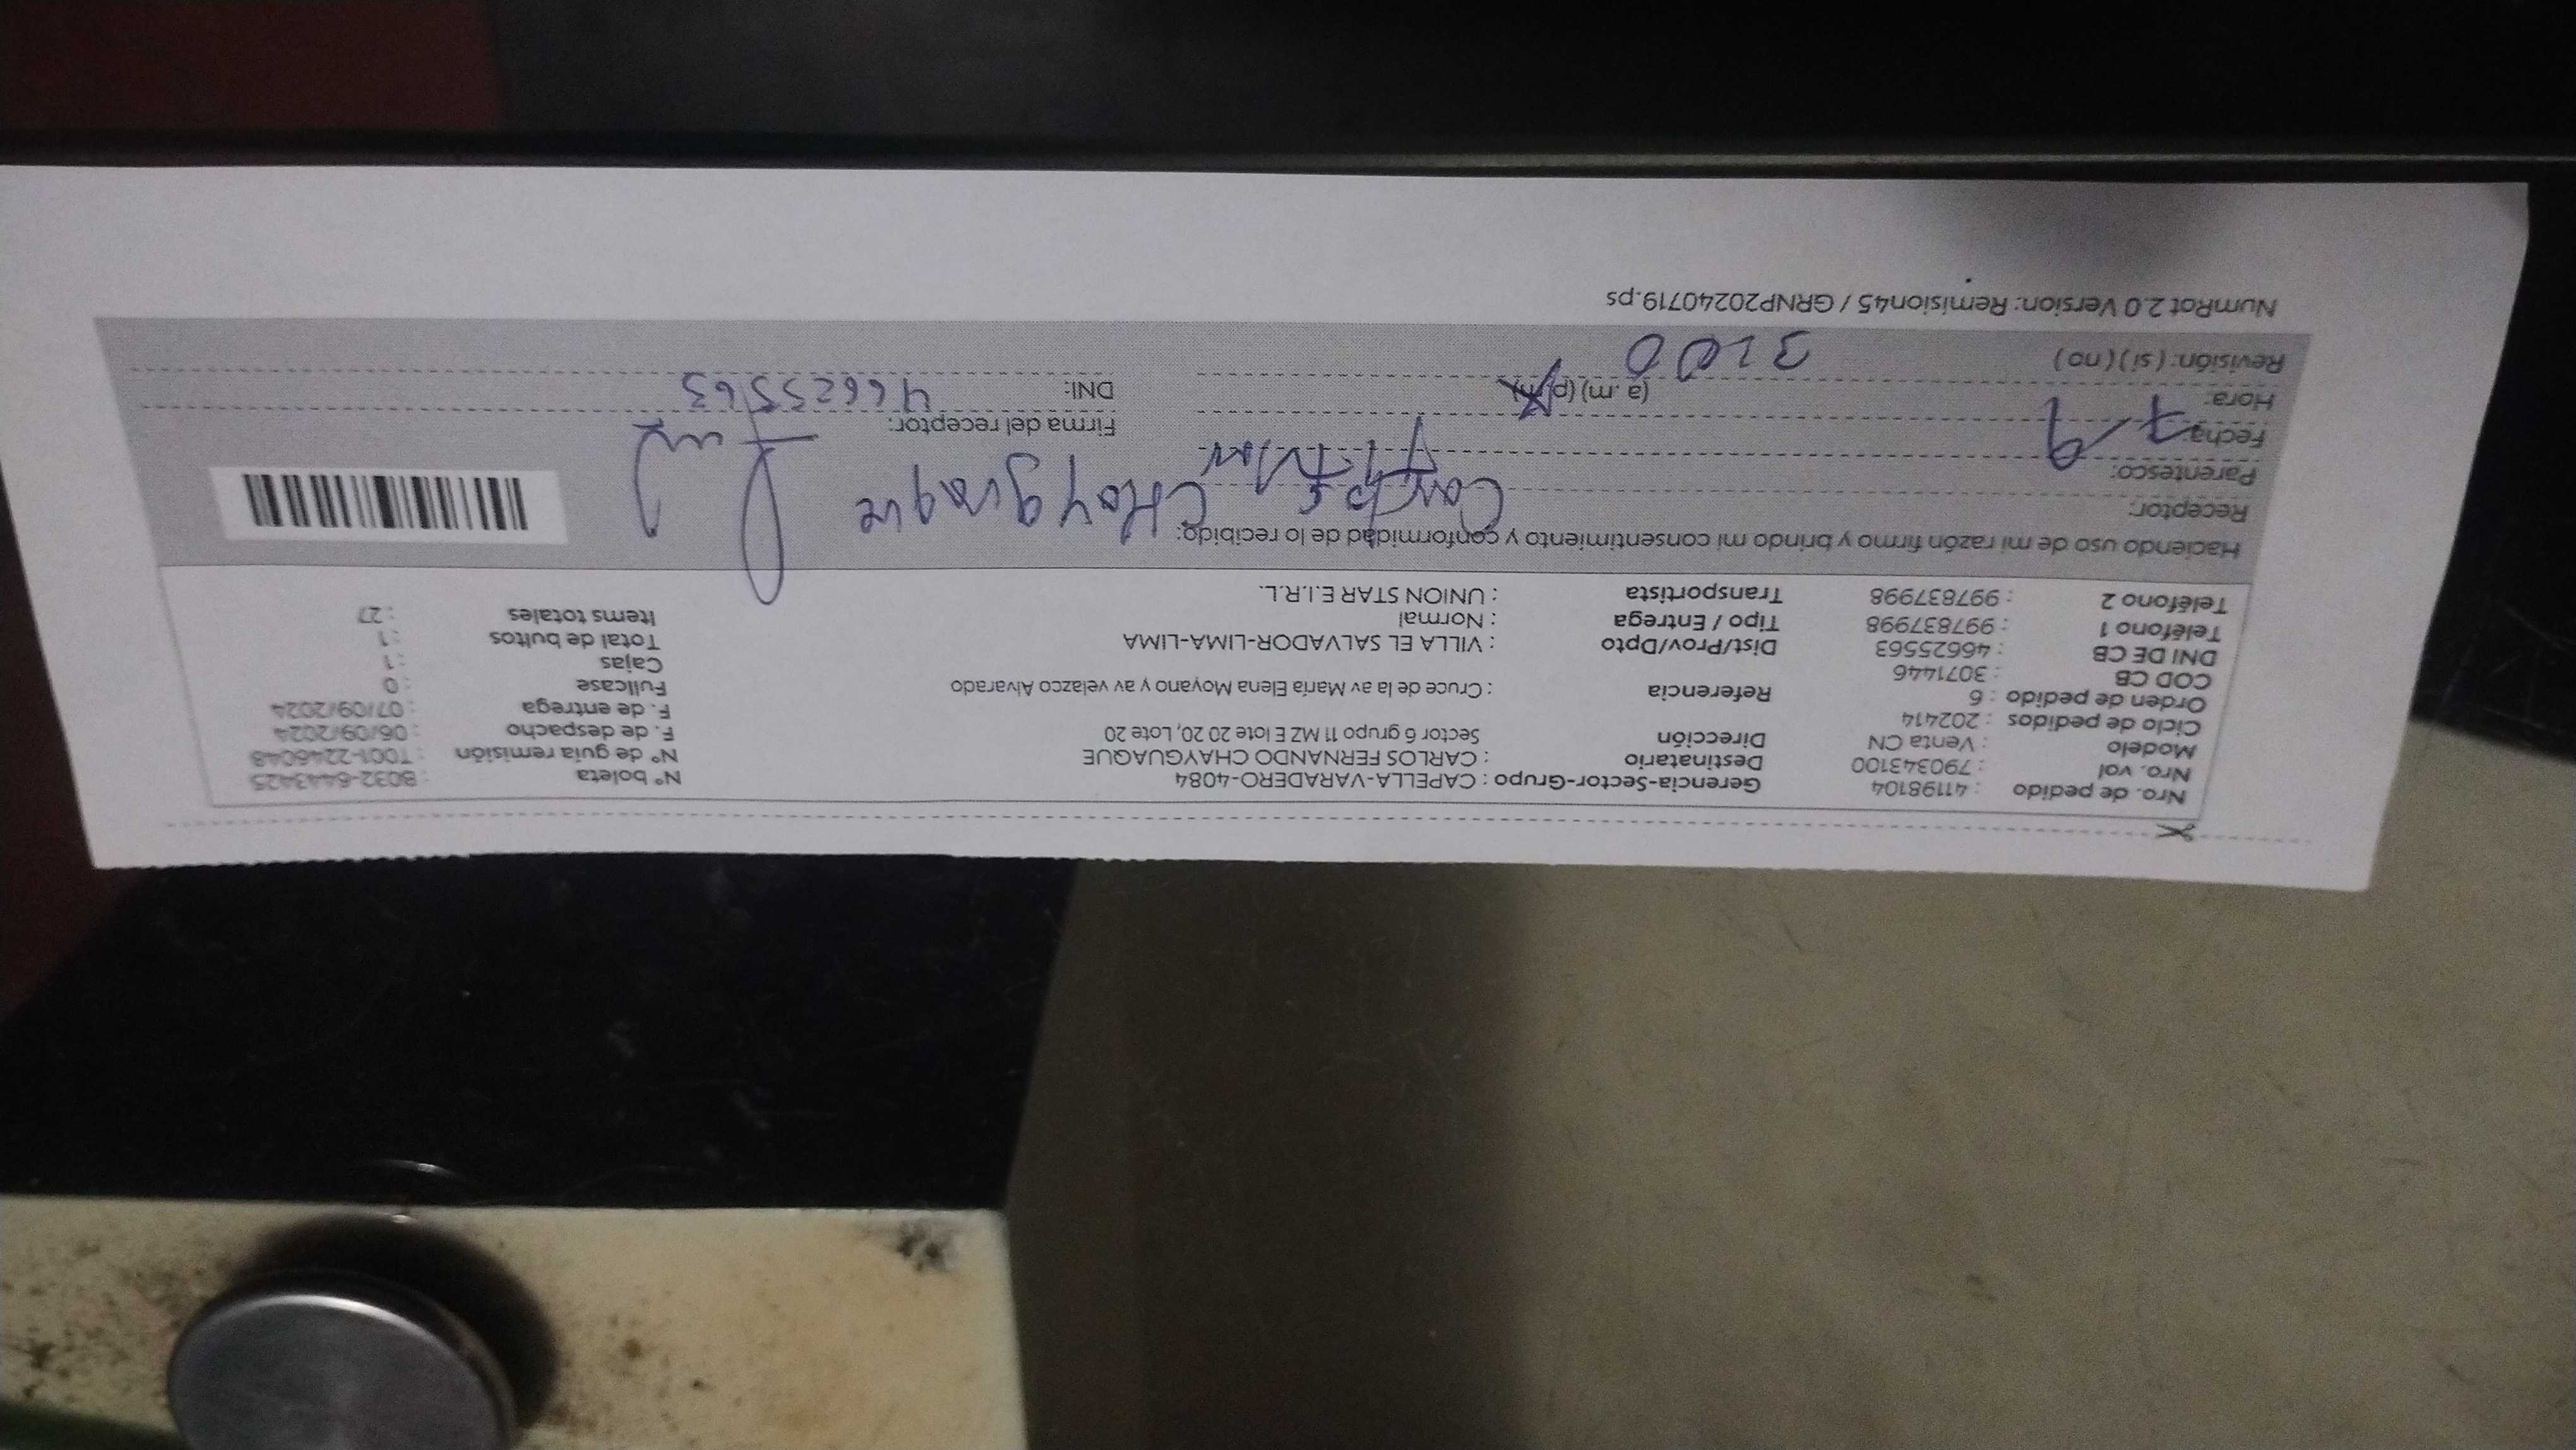 Nro. de pedido : 41198104 Gerencia-Sector-Grupo : CAPELLA-VARADERO-4084 N° boleta : B032-6443425
Nro. vol : 790343100 Destinatario : CARLOS FERNANDO CHAYGUAQUE N° de guía remisión : T001-2246048
Modelo : Venta CN Dirección Sector 6 grupo 11 MZ E lote 20 20, Lote 20 F. de despacho : 06/09/2024
Ciclo de pedidos : 202414 F. de entrega : 07/09/2024
Orden de pedido : 6 Referencia : Cruce de la av María Elena Moyano y av velazco Alvarado Fullcase : 0
COD CB : 3071446 Cajas : 1
DNI DE CB : 46625563 Dist/Prov/Dpto : VILLA EL SALVADOR-LIMA-LIMA Total de bultos : 1
Teléfono 1 : 997837998 Tipo / Entrega : Normal Items totales : 27
Teléfono 2 : 997837998 Transportista : UNION STAR E.I.R.L.
Haciendo uso de mi razón firmo y brindo mi consentimiento y conformidad de lo recibido:
Receptor: Chayguaque
Parentesco:
Fecha: 7 9 Firma del receptor:
Hora: (a.m) (p.m) DNI: 46625563
Revisión: (si) (no)
NumRot 2.0 Version: Remision45 / GRNP20240719.ps